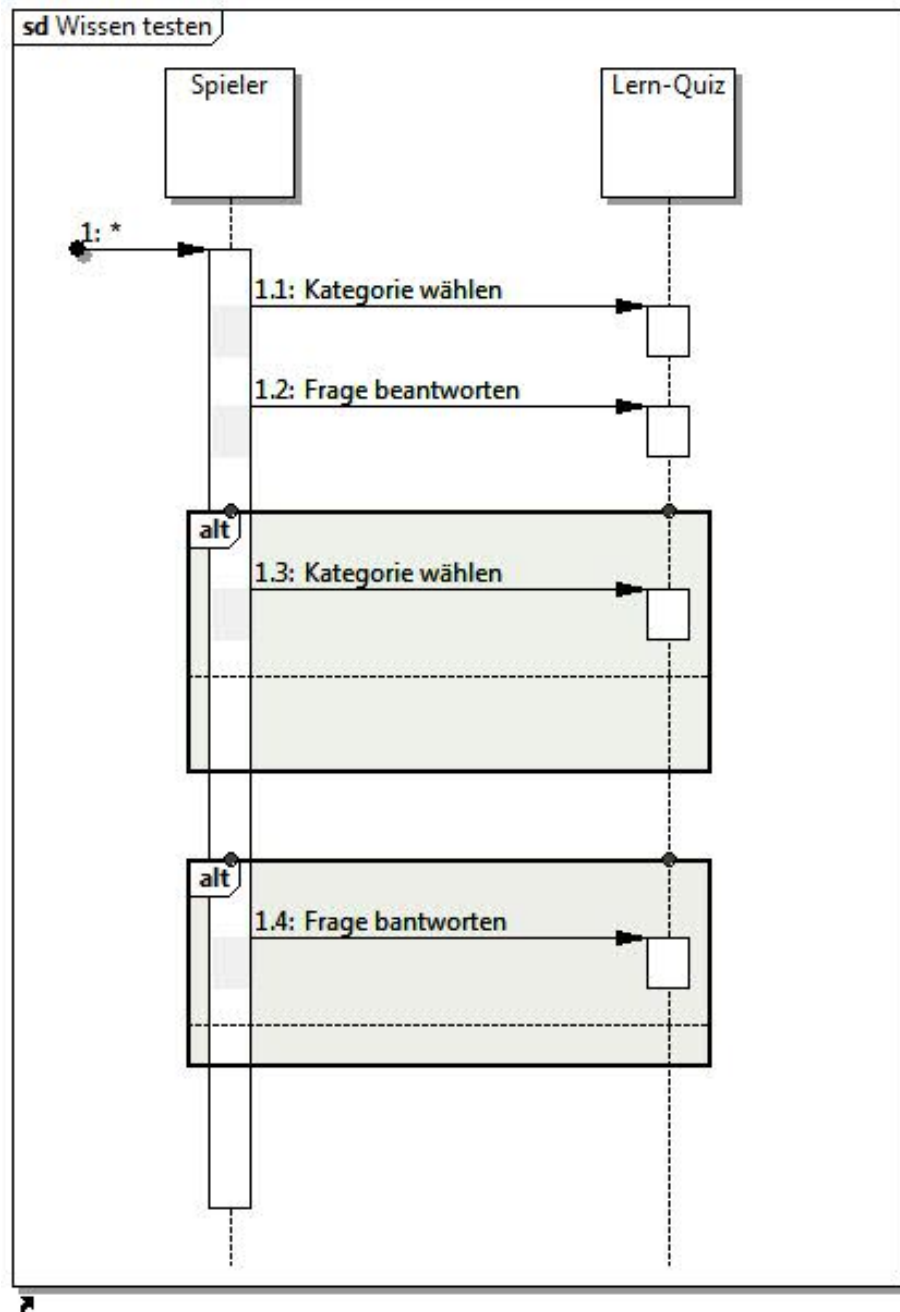 sd Wissen testen
Spieler
Lern-Quiz
1: *
1.1: Kategorie wählen
1.2: Frage beantworten
alt
1.3: Kategorie wählen
alt
1.4: Frage bantworten